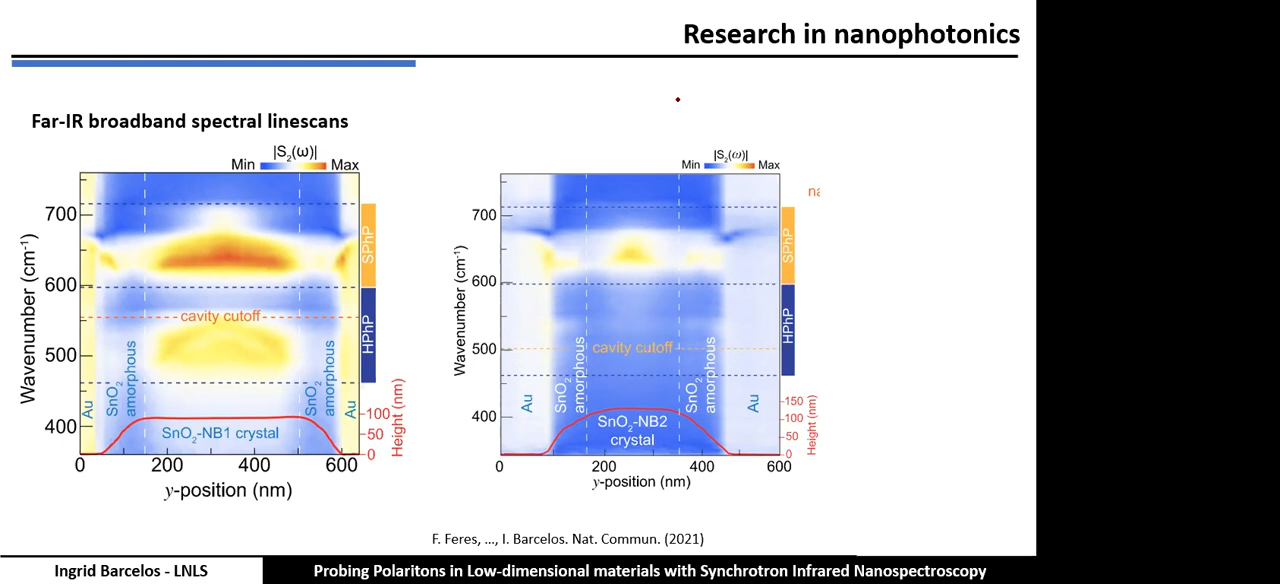 Research in nanophotonics
Far-IR broadband spectral linescans
|S2(ω)|
Min Max
Wavenumber (cm-1)
700
600
500
400
SPhP
HPhP
cavity cutoff
Au
SnO2 amorphous
SnO2 amorphous
Au
SnO2-NB1 crystal
100
50
0
Height (nm)
0 200 400 600
y-position (nm)
|S2(ω)|
Min Max
Wavenumber (cm-1)
700
600
500
400
SPhP
HPhP
cavity cutoff
Au
SnO2
amorphous
SnO2
amorphous
Au
SnO2-NB2
crystal
150
100
50
0
Height (nm)
0 200 400 600
y-position (nm)
na
F. Feres, ..., I. Barcelos. Nat. Commun. (2021)
Ingrid Barcelos - LNLS
Probing Polaritons in Low-dimensional materials with Synchrotron Infrared Nanospectroscopy